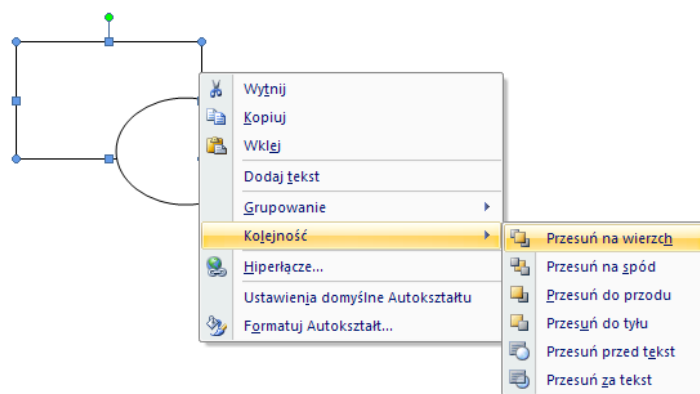 Wytnij
Kopiuj
Wklej
Dodaj tekst
Grupowanie
Kolejność
Hiperłącze...
Ustawienia domyślne Autokształtu
Formatuj Autokształt...
Przesuń na wierzch
Przesuń na spód
Przesuń do przodu
Przesuń do tyłu
Przesuń przed tekst
Przesuń za tekst